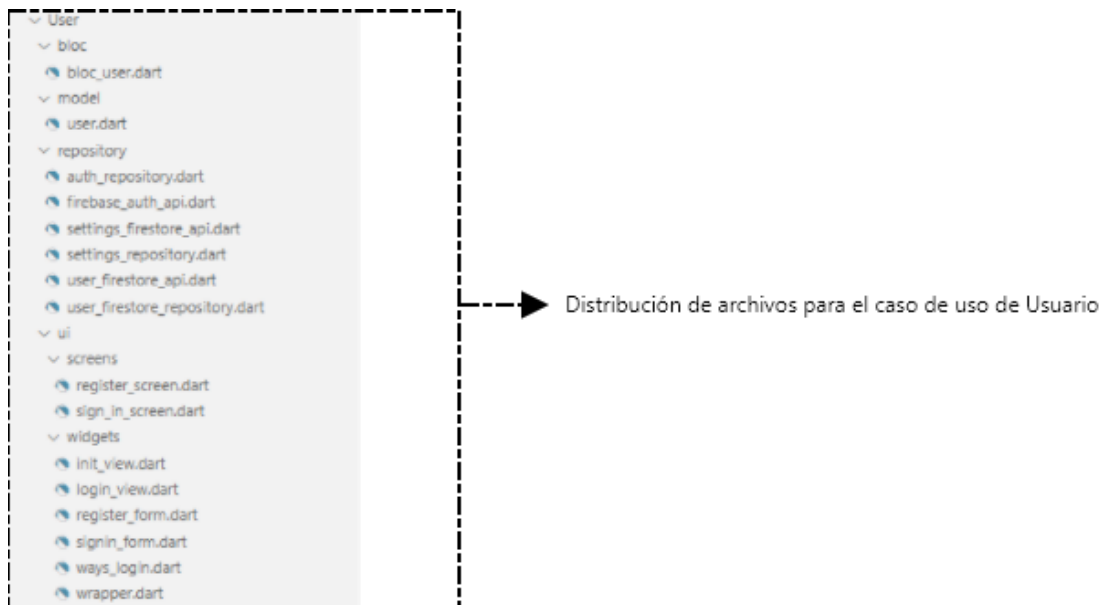 User
bloc
bloc_user.dart
model
user.dart
repository
auth_repository.dart
firebase_auth_api.dart
settings_firestore_api.dart
settings_repository.dart
user_firestore_api.dart
user_firestore_repository.dart
ui
screens
register_screen.dart
sign_in_screen.dart
widgets
init_view.dart
login_view.dart
register_form.dart
signin_form.dart
ways_login.dart
wrapper.dart
Distribución de archivos para el caso de uso de Usuario